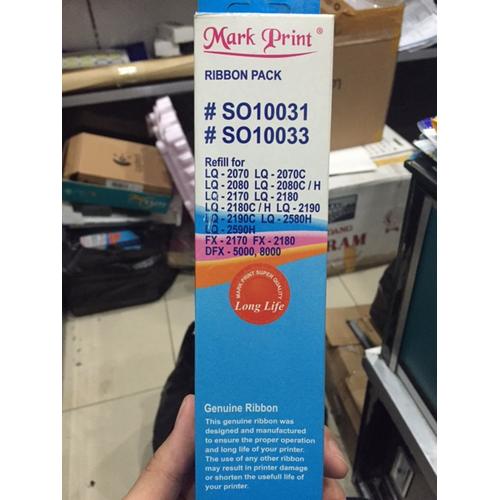 Mark Print®
RIBBON PACK
# SO10031
# SO10033
Refill for
LQ - 2070 LQ - 2070C
LQ - 2080 LQ - 2080C / H
LQ - 2170 LQ - 2180
LQ - 2180C / H LQ - 2190
LQ - 2190C LQ - 2580H
LQ - 2590H
FX - 2170 FX - 2180
DFX - 5000, 8000
MARK PRINT SUPER QUALITY
Long Life
Genuine Ribbon
This genuine ribbon was
designed and manufactured
to ensure the proper operation
and long life of your printer.
The use of any other ribbon
may result in printer damage
or shorten the usefull life of
your printer.
RAM